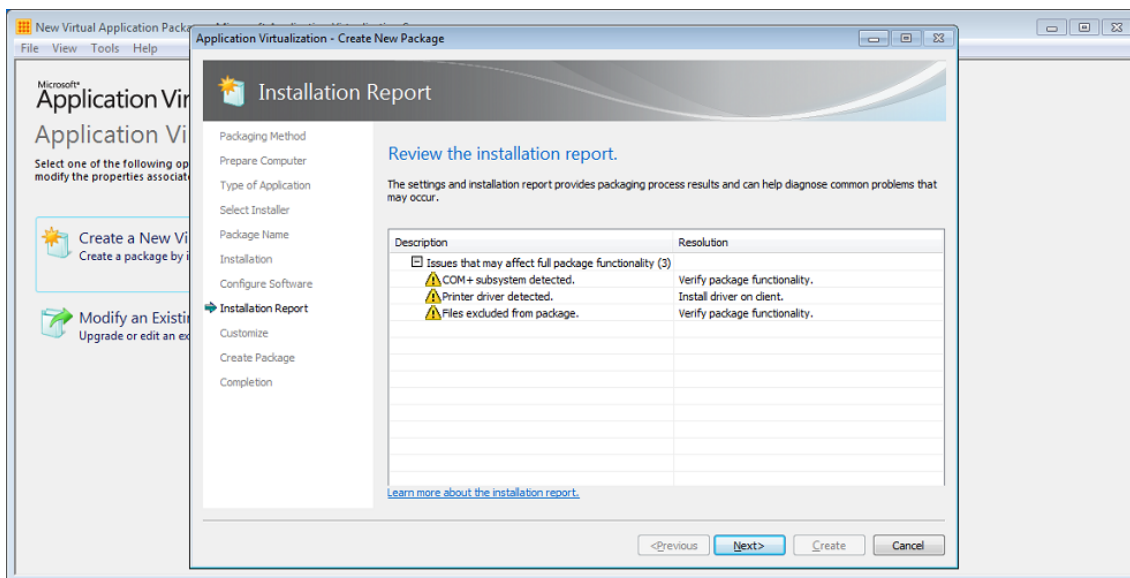 New Virtual Application Packa
File View Tools Help
Microsoft
Application Vir
Application Vi
Select one of the following op
modify the properties associat
Create a New Vi
Create a package by i
Modify an Existi
Upgrade or edit an ex
Application Virtualization - Create New Package
Installation Report
Packaging Method
Prepare Computer
Type of Application
Select Installer
Package Name
Installation
Configure Software
Installation Report
Customize
Create Package
Completion
Review the installation report.
The settings and installation report provides packaging process results and can help diagnose common problems that
may occur.
Description Resolution
Issues that may affect full package functionality (3)
COM+ subsystem detected. Verify package functionality.
Printer driver detected. Install driver on client.
Files excluded from package. Verify package functionality.
Learn more about the installation report.
<Previous Next> Create Cancel